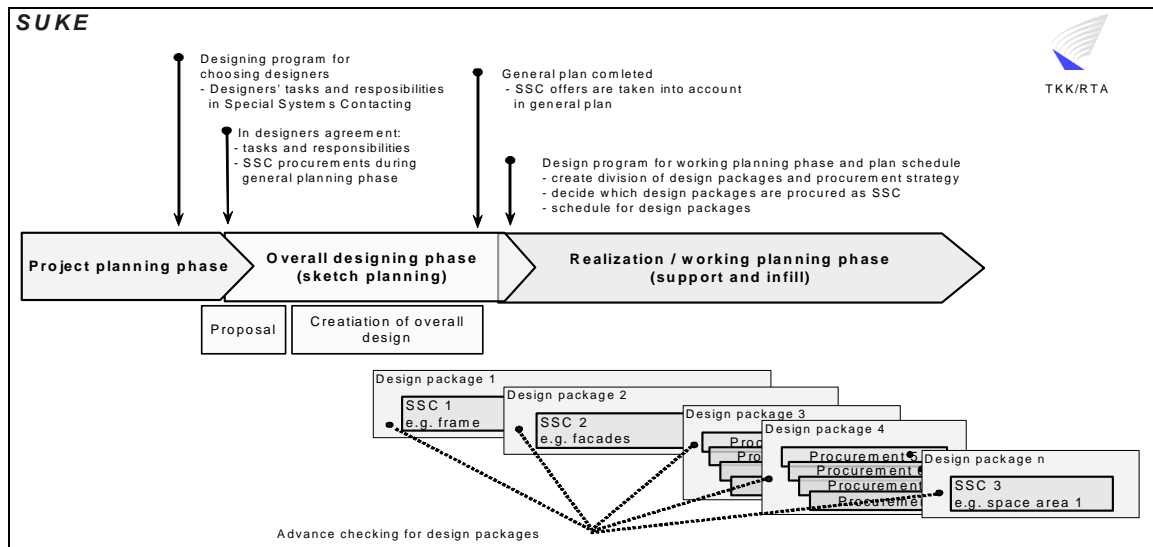 SUKE
Designing program for
choosing designers
- Designers' tasks and resposibilities
in Special Systems Contacting
In designers agreement:
- tasks and responsibilities
- SSC procurements during
general planning phase
General plan comleted
- SSC offers are taken into account
in general plan
Design program for working planning phase and plan schedule
- create division of design packages and procurement strategy
- decide which design packages are procured as SSC
- schedule for design packages
TKK/RTA
Project planning phase
Overall designing phase
(sketch planning)
Realization / working planning phase
(support and infill)
Proposal
Creatiation of overall
design
Design package 1
SSC 1
e.g. frame
Design package 2
SSC 2
e.g. facades
Design package 3
Design package 4
Procurement 5
Procurement
Procurement
Design package n
SSC 3
e.g. space area 1
Advance checking for design packages